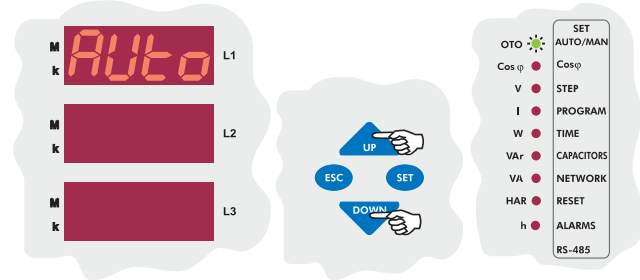 M
k
AUto
L1
M
k
L2
M
k
L3
UP
ESC
SET
DOWN
SET
OTO AUTO/MAN
Cos φ Cosφ
V STEP
I PROGRAM
W TIME
VAr CAPACITORS
VA NETWORK
HAR RESET
h ALARMS
RS-485